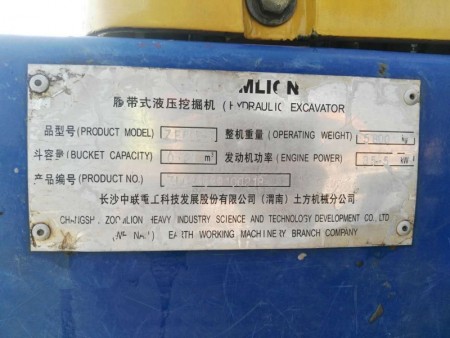 MLION
履带式液压挖掘机 (HYDRAULIC EXCAVATOR
品型号(PRODUCT MODEL) 整机重量 (OPERATING WEIGHT)
斗容量(BUCKET CAPACITY) m³ 发动机功率 (ENGINE POWER) kW
产品编号(PRODUCT NO.)
长沙中联重工科技发展股份有限公司 (渭南) 土方机械分公司
ZOOMLION HEAVY INDUSTRY SCIENCE AND TECHNOLOGY DEVELOPMENT CO., LTD
EARTH WORKING MACHINERY BRANCH COMPANY